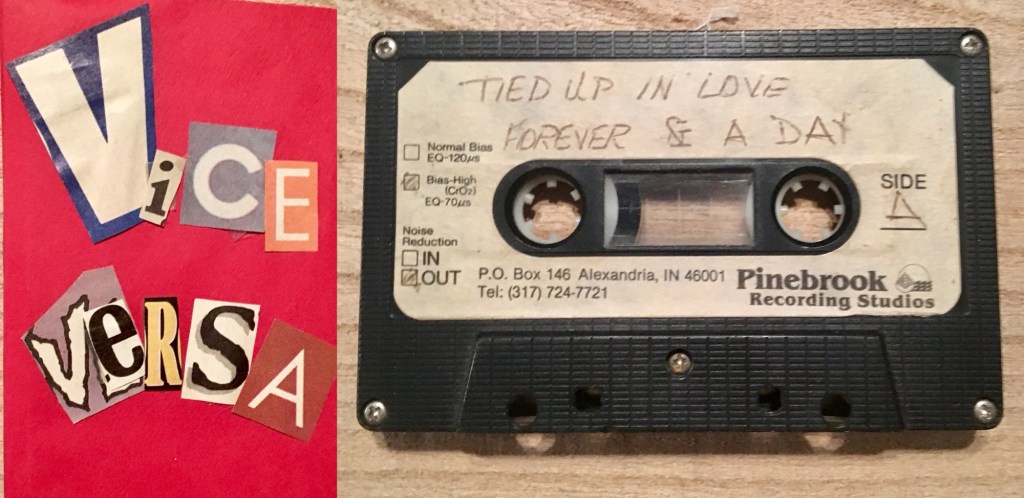 ViCE
VéRSA
TIED UP IN LOVE
FOREVER & A DAY
Normal Bias
EQ-120µs
Bias-High
(CrO2)
EQ-70µs
SIDE
A
Noise
Reduction
IN
OUT
P.O. Box 146 Alexandria, IN 46001
Tel: (317) 724-7721
Pinebrook
Recording Studios